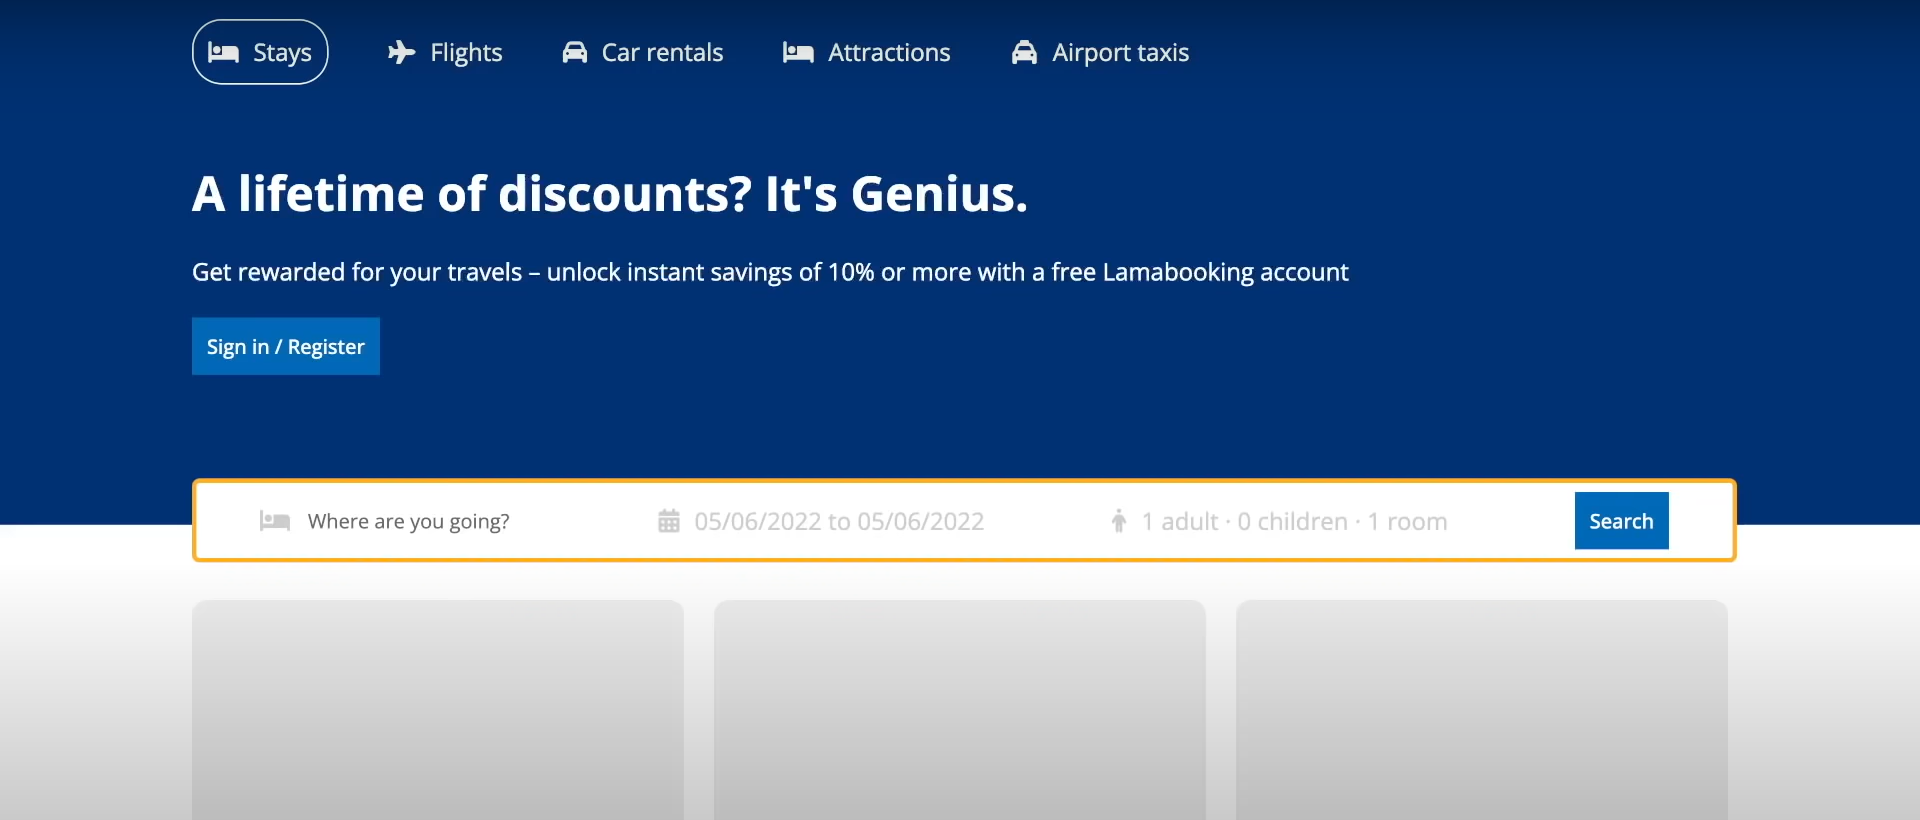 Stays Flights Car rentals Attractions Airport taxis
A lifetime of discounts? It's Genius.
Get rewarded for your travels – unlock instant savings of 10% or more with a free Lamabooking account
Sign in / Register
Where are you going? 05/06/2022 to 05/06/2022 1 adult · 0 children · 1 room Search